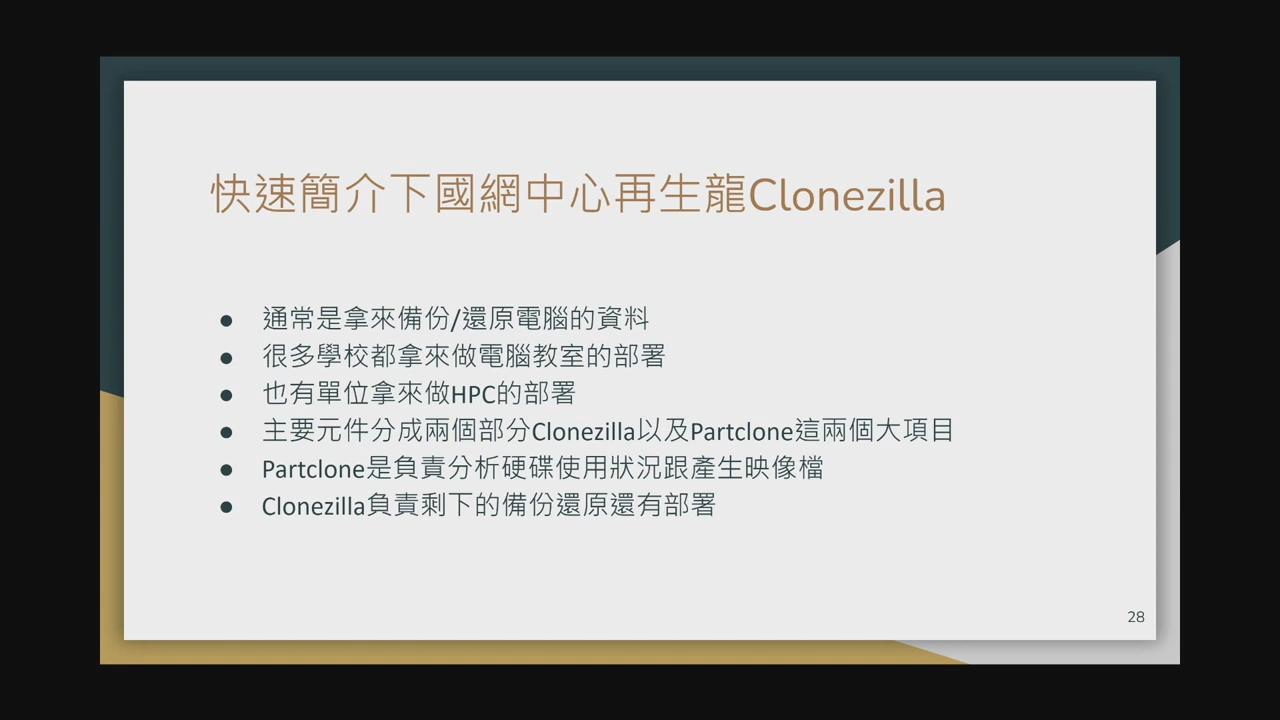 快速簡介下國網中心再生龍Clonezilla
● 通常是拿來備份/還原電腦的資料
● 很多學校都拿來做電腦教室的部署
● 也有單位拿來做HPC的部署
● 主要元件分成兩個部分Clonezilla以及Partclone這兩個大項目
● Partclone是負責分析硬碟使用狀況跟產生映像檔
● Clonezilla負責剩下的備份還原還有部署
28